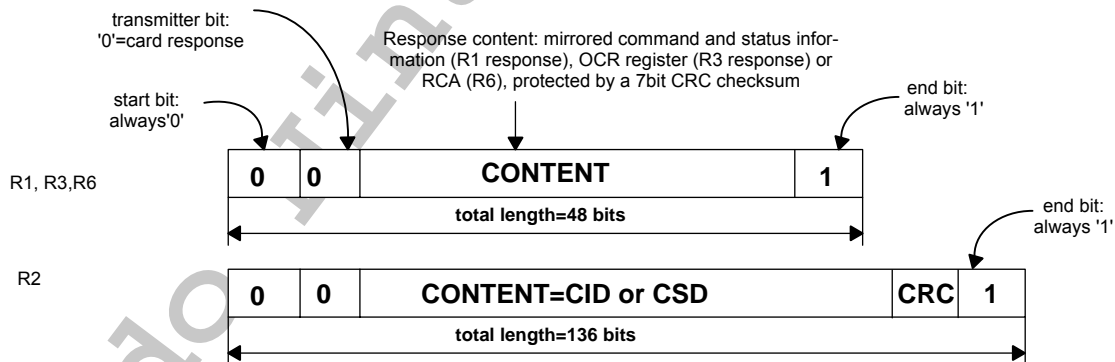 transmitter bit:
'0'=card response
Response content: mirrored command and status infor-
mation (R1 response), OCR register (R3 response) or
RCA (R6), protected by a 7bit CRC checksum
start bit:
always'0'
end bit:
always '1'
R1, R3,R6
0 0 CONTENT 1
total length=48 bits
end bit:
always '1'
R2
0 0 CONTENT=CID or CSD CRC 1
total length=136 bits